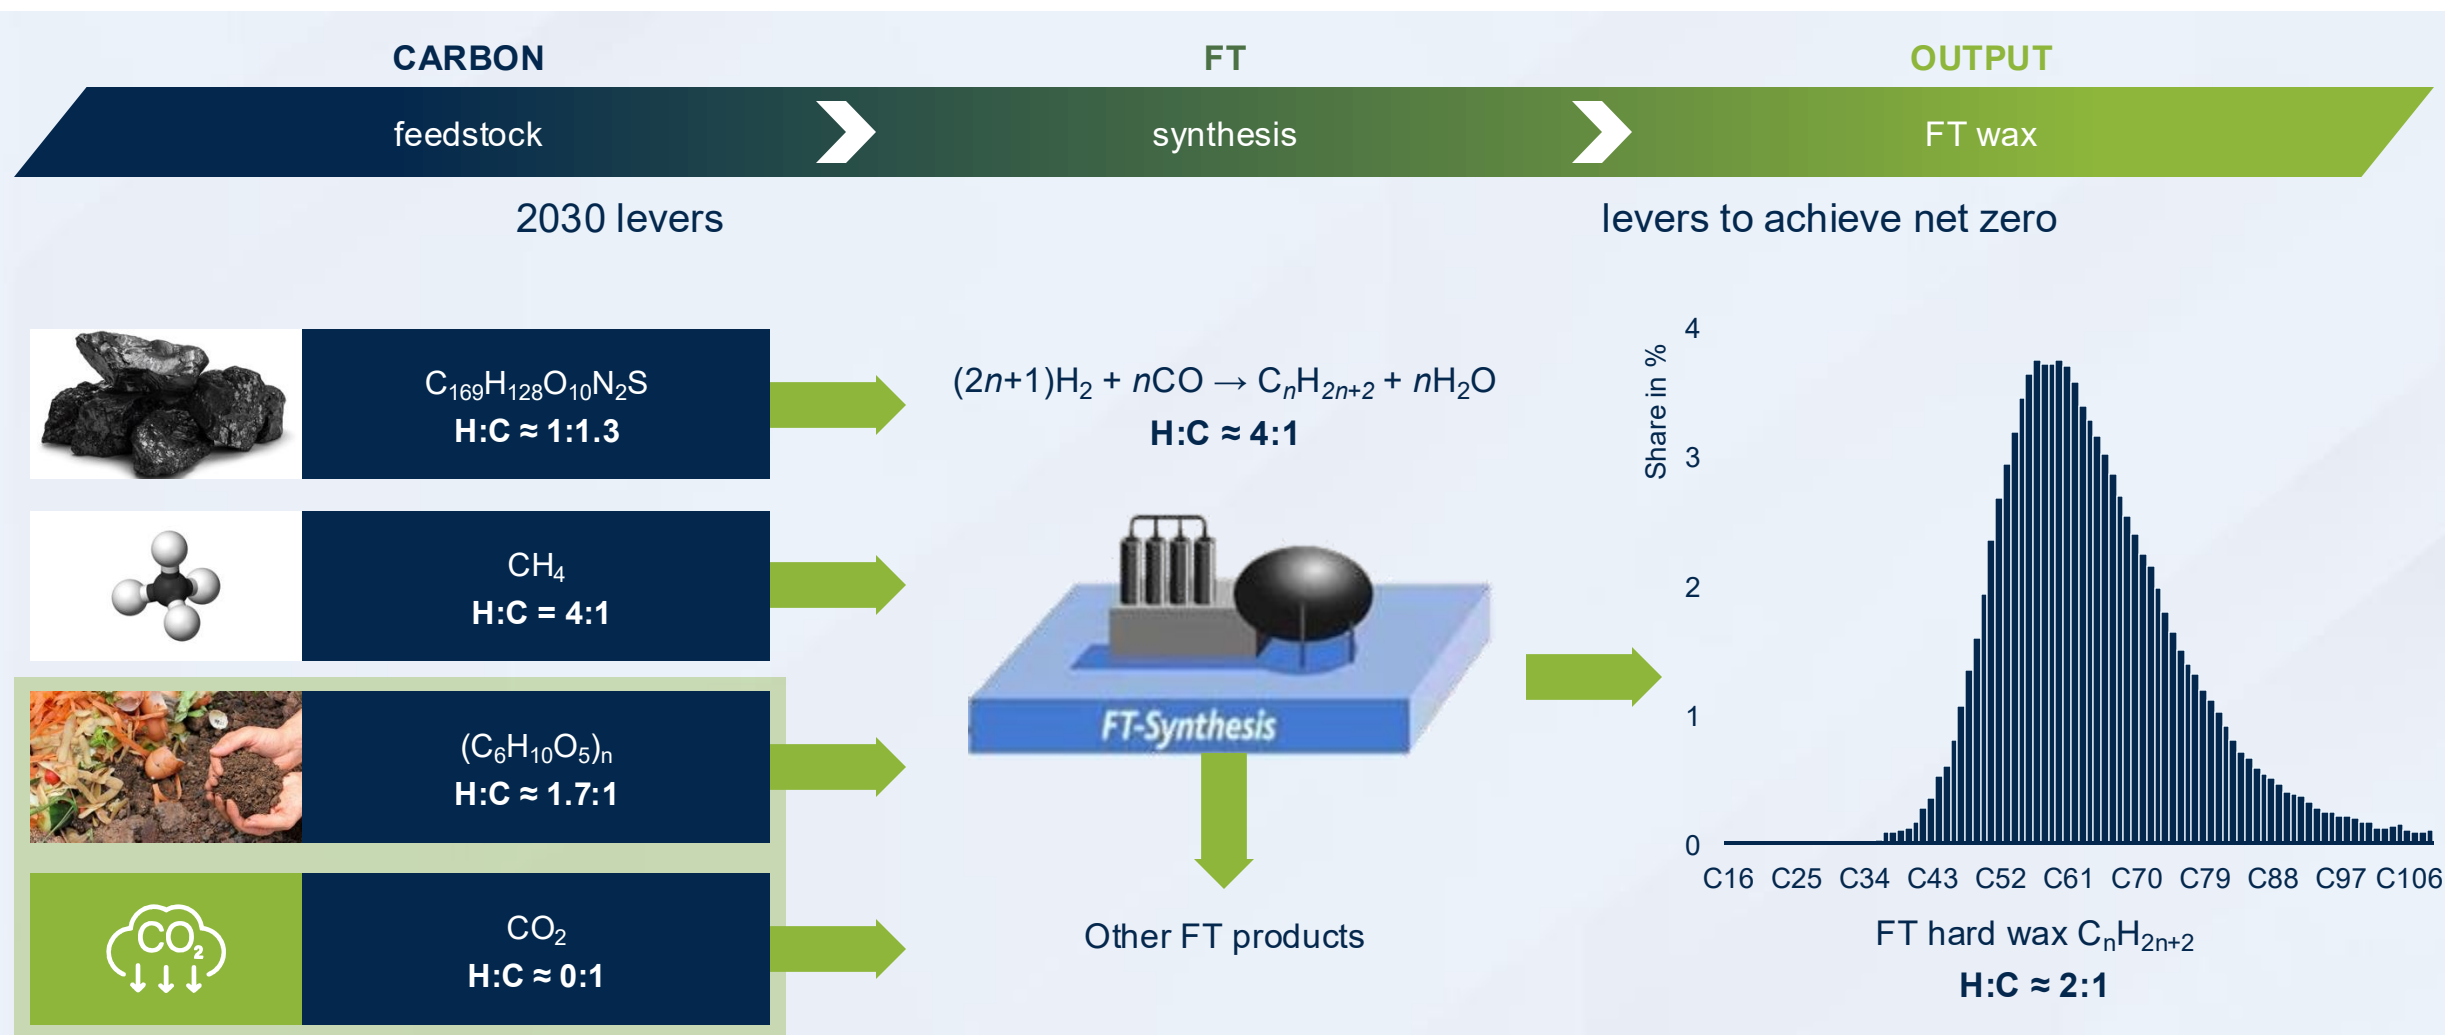 CARBON
FT
OUTPUT
feedstock
synthesis
FT wax
2030 levers
levers to achieve net zero
C₁₆₉H₁₂₈O₁₀N₂S
H:C ≈ 1:1.3
CH₄
H:C = 4:1
(C₆H₁₀O₅)ₙ
H:C ≈ 1.7:1
CO₂
CO₂
H:C ≈ 0:1
(2n+1)H₂ + nCO → CₙH₂ₙ₊₂ + nH₂O
H:C ≈ 4:1
FT-Synthesis
Other FT products
Share in %
4
3
2
1
0
C16 C25 C34 C43 C52 C61 C70 C79 C88 C97 C106
FT hard wax CₙH₂ₙ₊₂
H:C ≈ 2:1